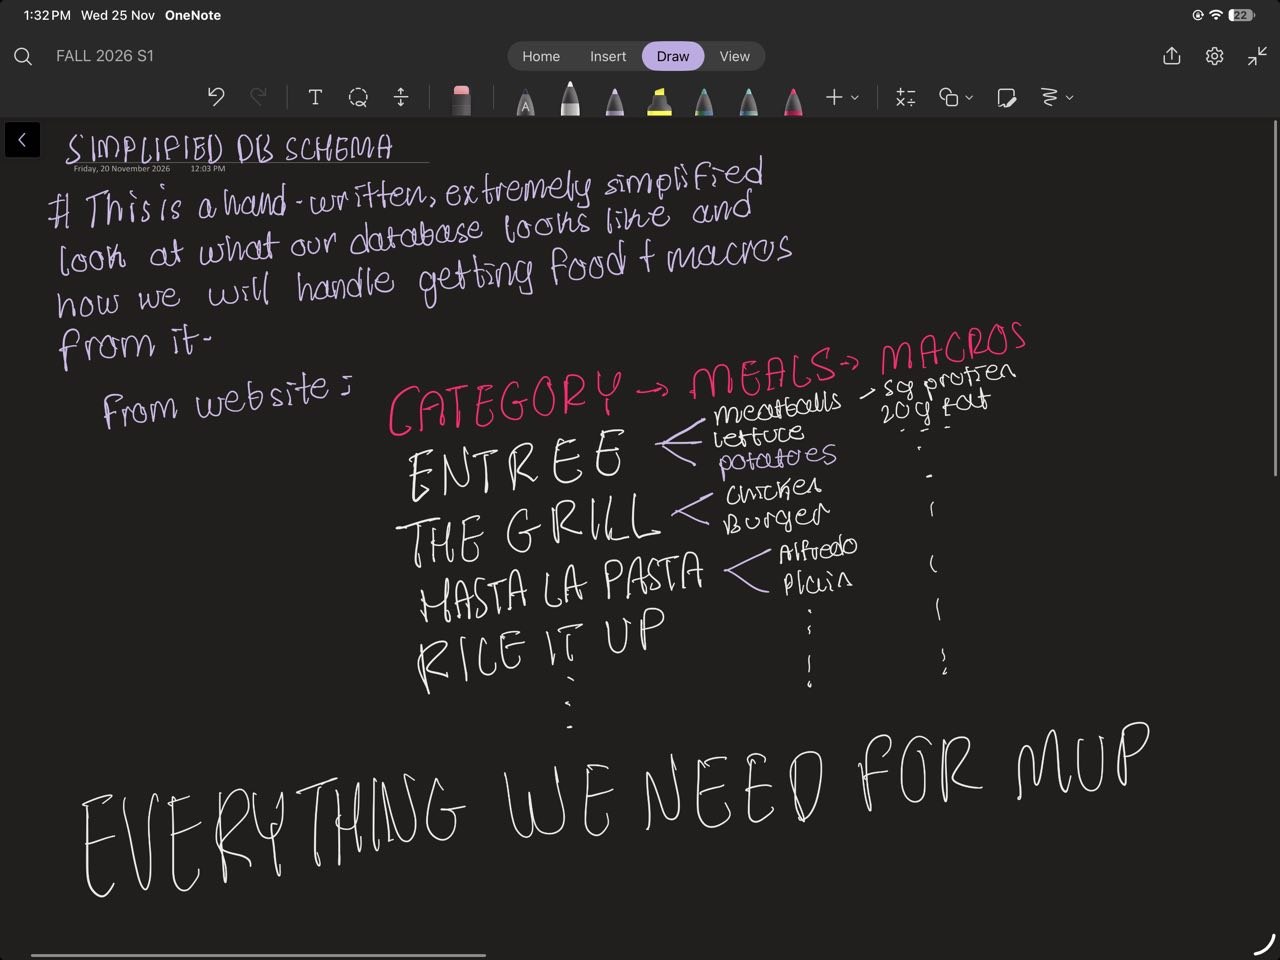 1:32 PM Wed 25 Nov OneNote
22
FALL 2026 S1
Home Insert Draw View
T
A
SIMPLIFIED DB SCHEMA
Friday, 20 November 2026 12:03 PM
# This is a hand-written, extremely simplified
look at what our database looks like and
how we will handle getting food + macros
from it.
From website:
CATEGORY → MEALS → MACROS
ENTREE
meatballs → 5g protien
20g fat
lettuce
potatoes
THE GRILL
Chicken
Burger
HASTA LA PASTA
Alfredo
Plain
RICE IT UP
EVERYTHING WE NEED FOR MVP